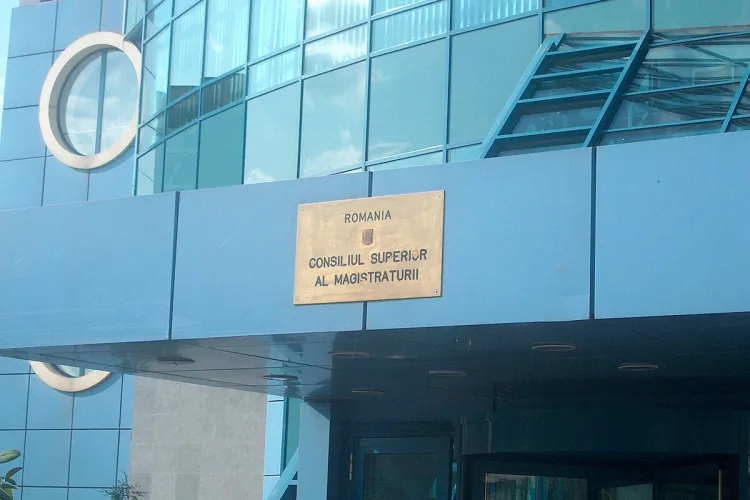 ROMANIA
CONSILIUL SUPERIOR
AL MAGISTRATURII